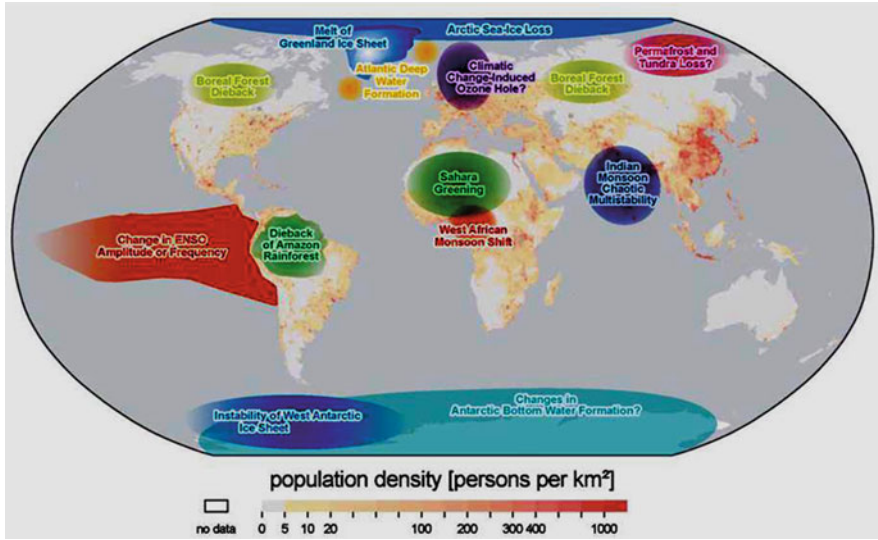 Melt of
Greenland Ice Sheet
Arctic Sea-Ice Loss
Atlantic Deep
Water
Formation
Climatic
Change-Induced
Ozone Hole?
Permafrost and
Tundra Loss?
Boreal Forest
Dieback
Boreal Forest
Dieback
Sahara
Greening
Indian
Monsoon
Chaotic
Multistability
West African
Monsoon Shift
Change in ENSO
Amplitude or Frequency
Dieback
of Amazon
Rainforest
Instability of West Antarctic
Ice Sheet
Changes in
Antarctic Bottom Water Formation?
population density [persons per km²]
no data
0 5 10 20 100 200 300 400 1000